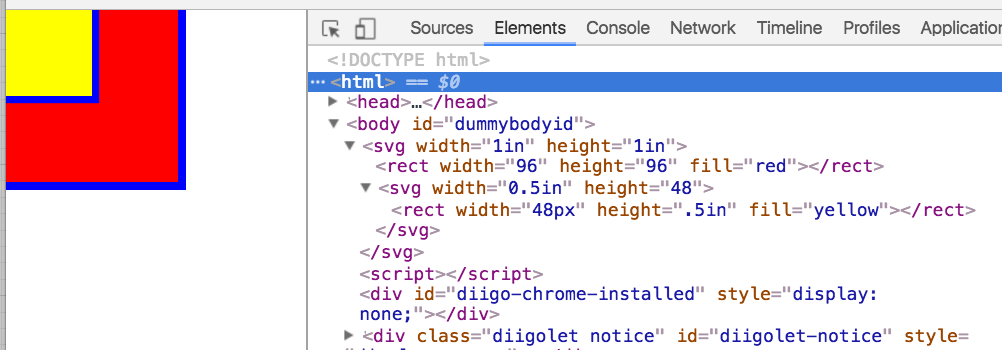 Sources Elements Console Network Timeline Profiles Application
<!DOCTYPE html>
… <html> == $0
<head>…</head>
<body id="dummybodyid">
<svg width="1in" height="1in">
<rect width="96" height="96" fill="red"></rect>
<svg width="0.5in" height="48">
<rect width="48px" height=".5in" fill="yellow"></rect>
</svg>
</svg>
<script></script>
<div id="diigo-chrome-installed" style="display:
none;"></div>
<div class="diigolet notice" id="diigolet-notice" style=